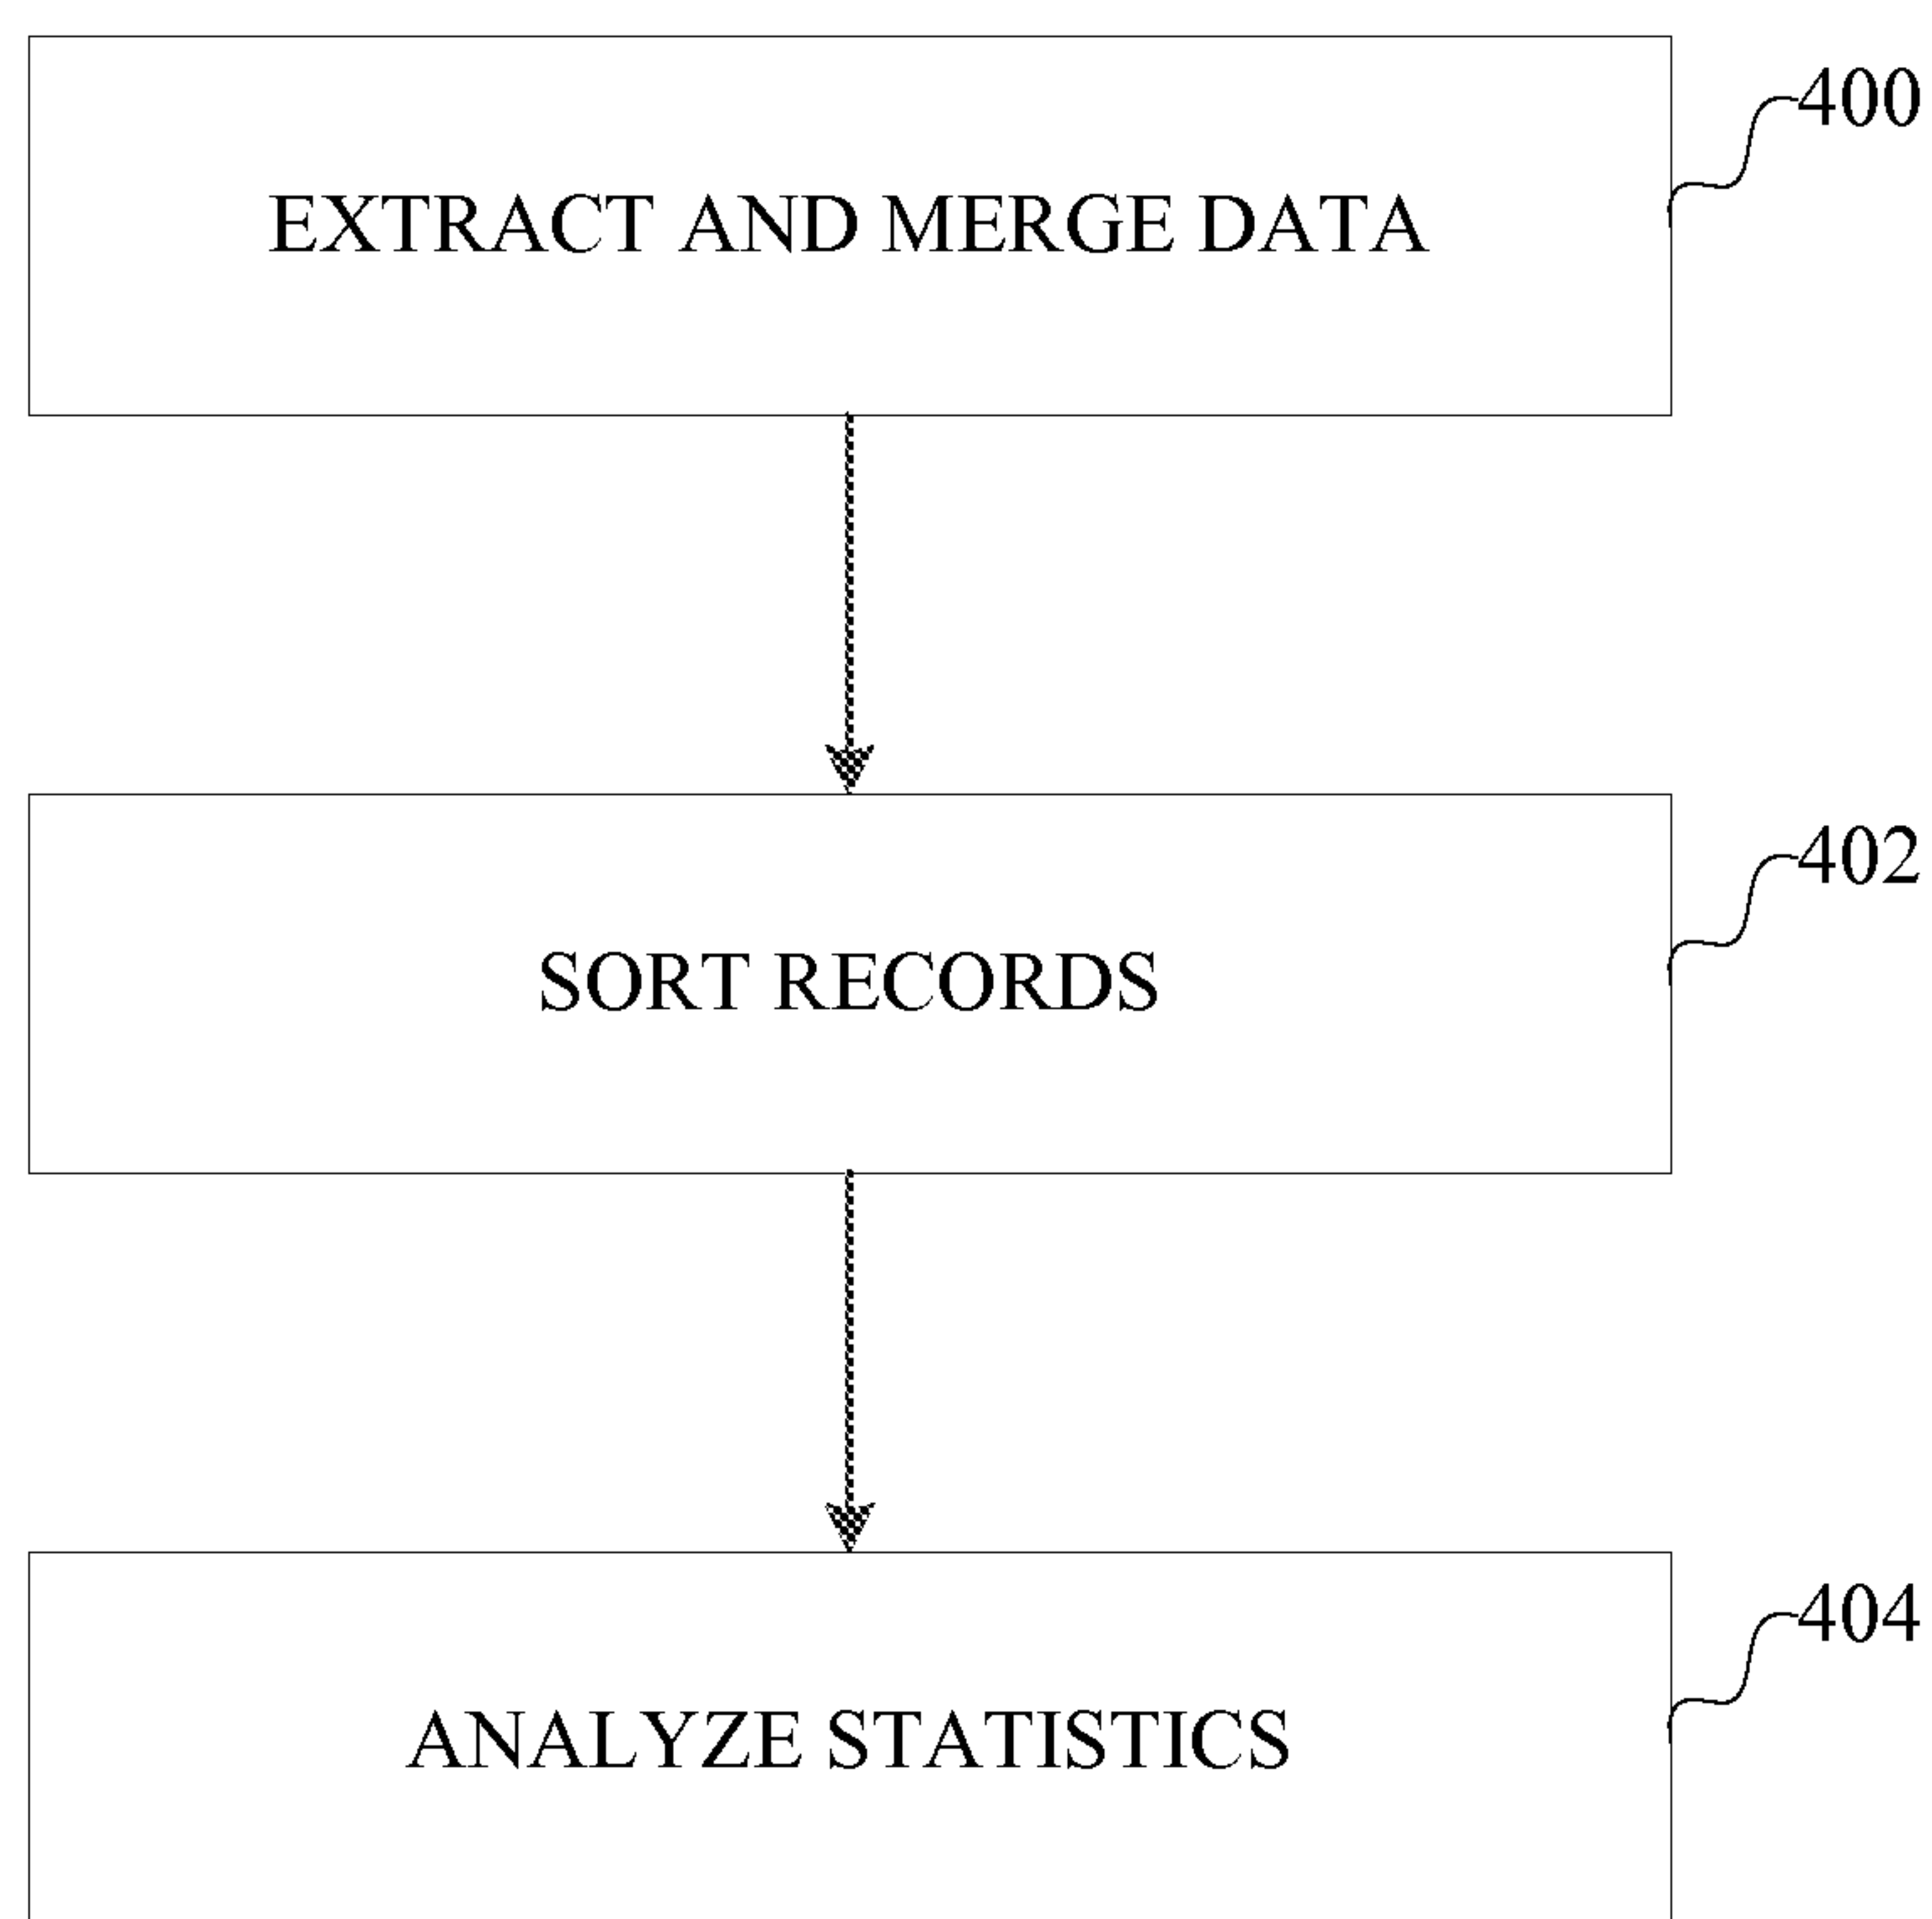 400
EXTRACT AND MERGE DATA
402
SORT RECORDS
404
ANALYZE STATISTICS